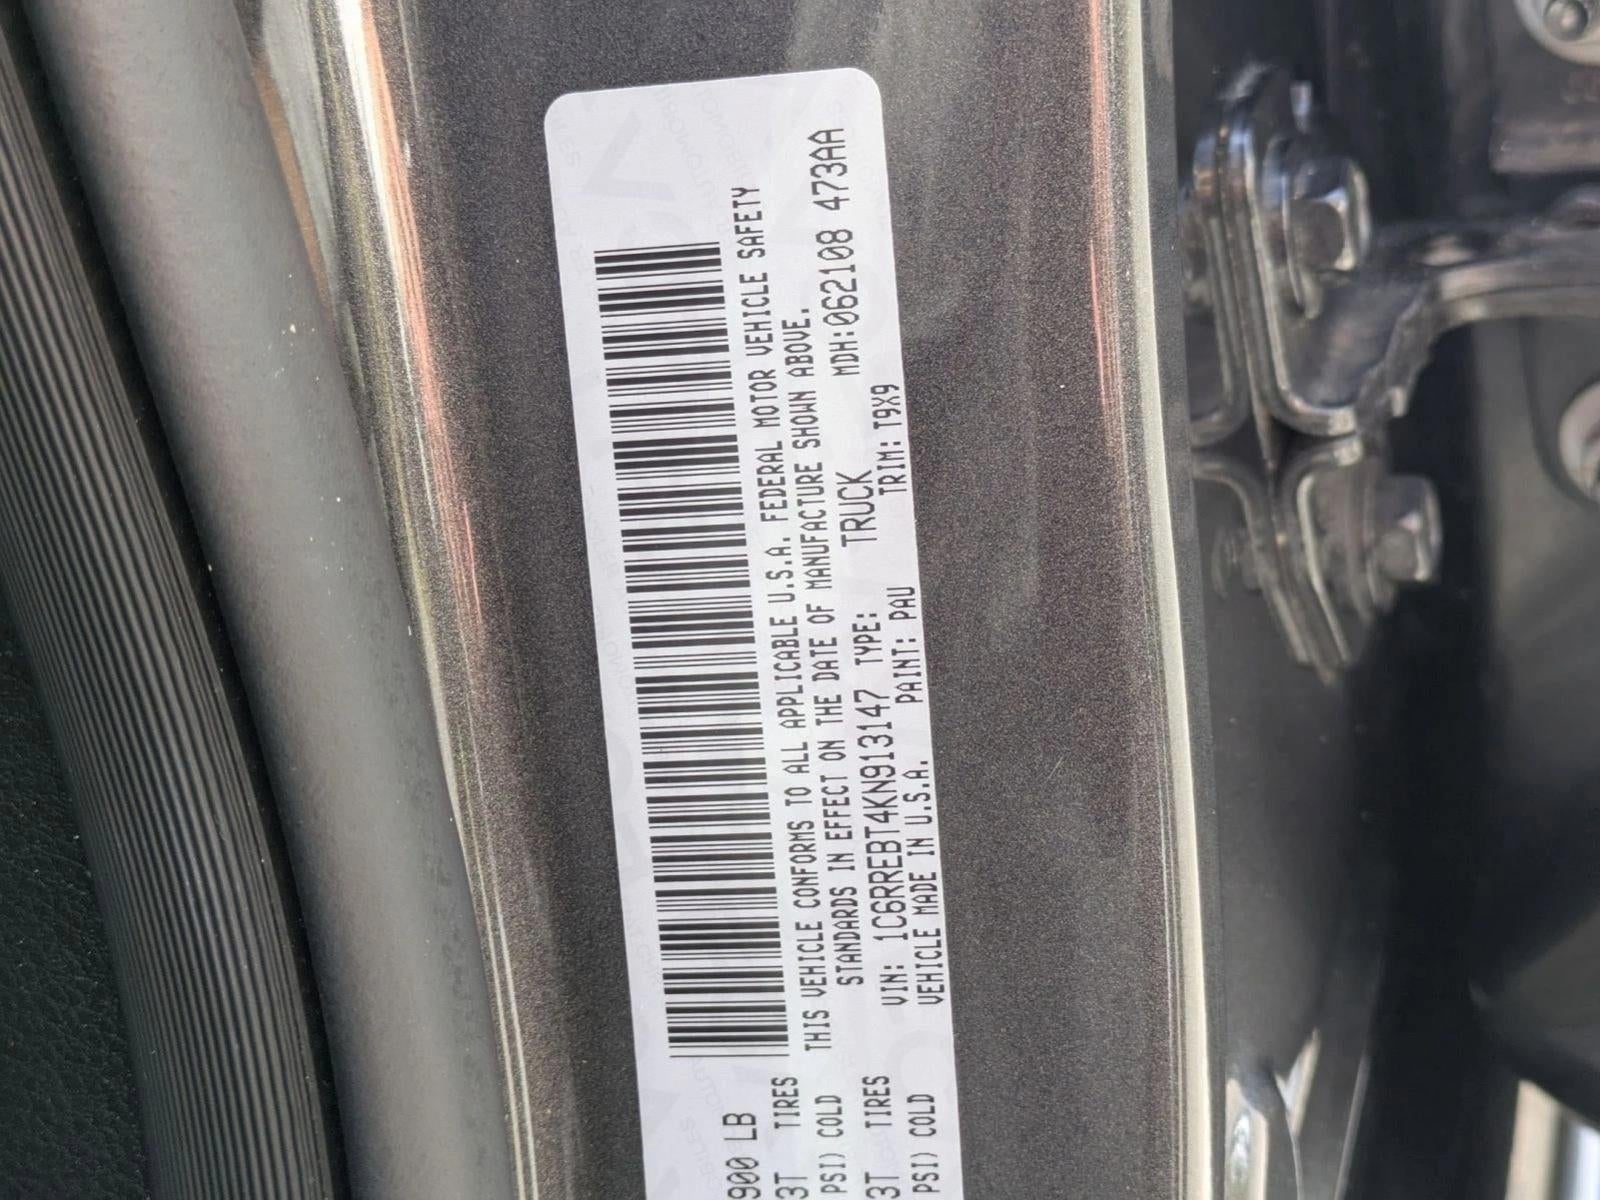 900 LB
3T TIRES
PSI) COLD
3T TIRES
PSI) COLD
THIS VEHICLE CONFORMS TO ALL APPLICABLE U.S.A. FEDERAL MOTOR VEHICLE SAFETY
STANDARDS IN EFFECT ON THE DATE OF MANUFACTURE SHOWN ABOVE.
MDH:062108 473AA
VIN: 1C6RREBT4KN913147 TYPE: TRUCK
VEHICLE MADE IN U.S.A. PAINT: PAU TRIM: T9X9